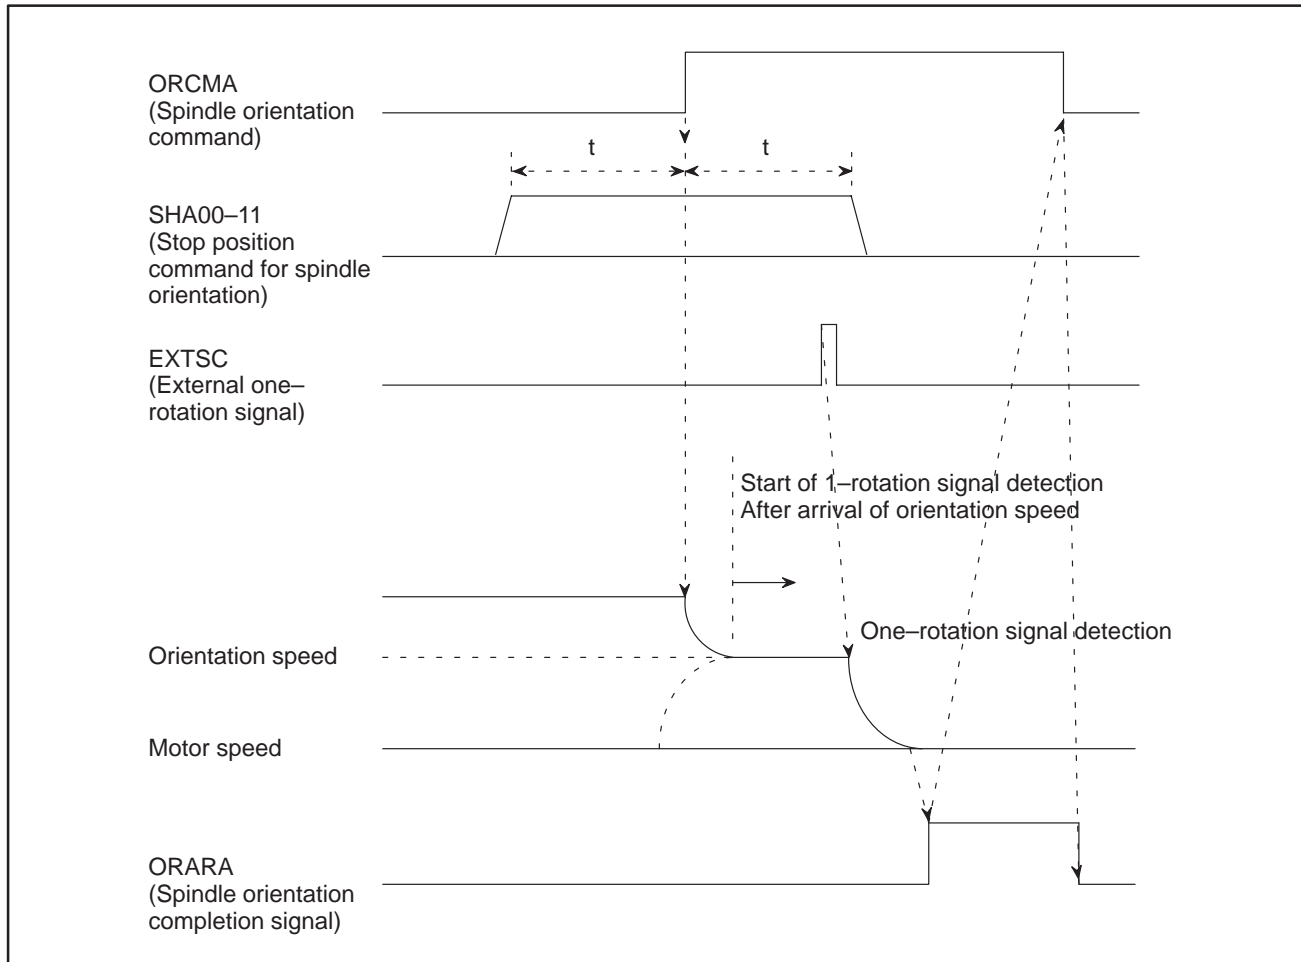 ORCMA
(Spindle orientation
command)
t
t
SHA00–11
(Stop position
command for spindle
orientation)
EXTSC
(External one–
rotation signal)
Start of 1–rotation signal detection
After arrival of orientation speed
One–rotation signal detection
Orientation speed
Motor speed
ORARA
(Spindle orientation
completion signal)